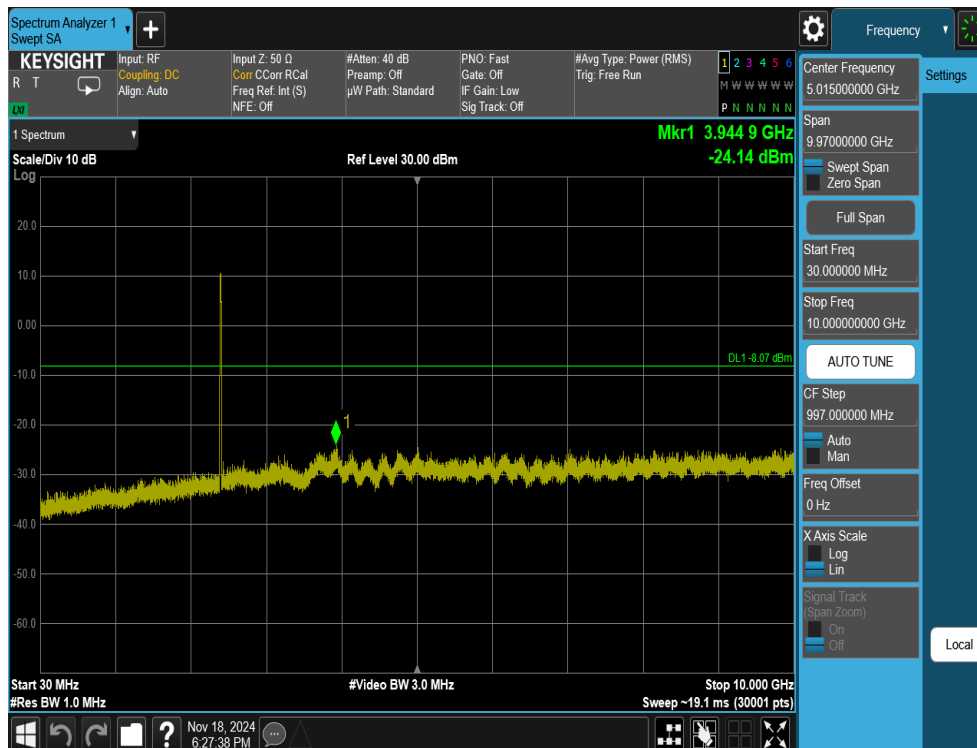 Spectrum Analyzer 1
Swept SA
+
Frequency
KEYSIGHT
R T
LXI
Input: RF
Coupling: DC
Align: Auto
Input Z: 50 Ω
Corr CCorr RCal
Freq Ref: Int (S)
NFE: Off
#Atten: 40 dB
Preamp: Off
µW Path: Standard
PNO: Fast
Gate: Off
IF Gain: Low
Sig Track: Off
#Avg Type: Power (RMS)
Trig: Free Run
1 2 3 4 5 6
M W W W W W
P N N N N N
1 Spectrum
Scale/Div 10 dB
Log
Ref Level 30.00 dBm
Mkr1 3.944 9 GHz
-24.14 dBm
20.0
10.0
0.00
DL1 -8.07 dBm
-10.0
-20.0
1
-30.0
-40.0
-50.0
-60.0
Start 30 MHz
#Res BW 1.0 MHz
#Video BW 3.0 MHz
Stop 10.000 GHz
Sweep ~19.1 ms (30001 pts)
Center Frequency
5.015000000 GHz
Settings
Span
9.97000000 GHz
Swept Span
Zero Span
Full Span
Start Freq
30.000000 MHz
Stop Freq
10.000000000 GHz
AUTO TUNE
CF Step
997.000000 MHz
Auto
Man
Freq Offset
0 Hz
X Axis Scale
Log
Lin
Signal Track
(Span Zoom)
On
Off
Local
?
Nov 18, 2024
6:27:38 PM